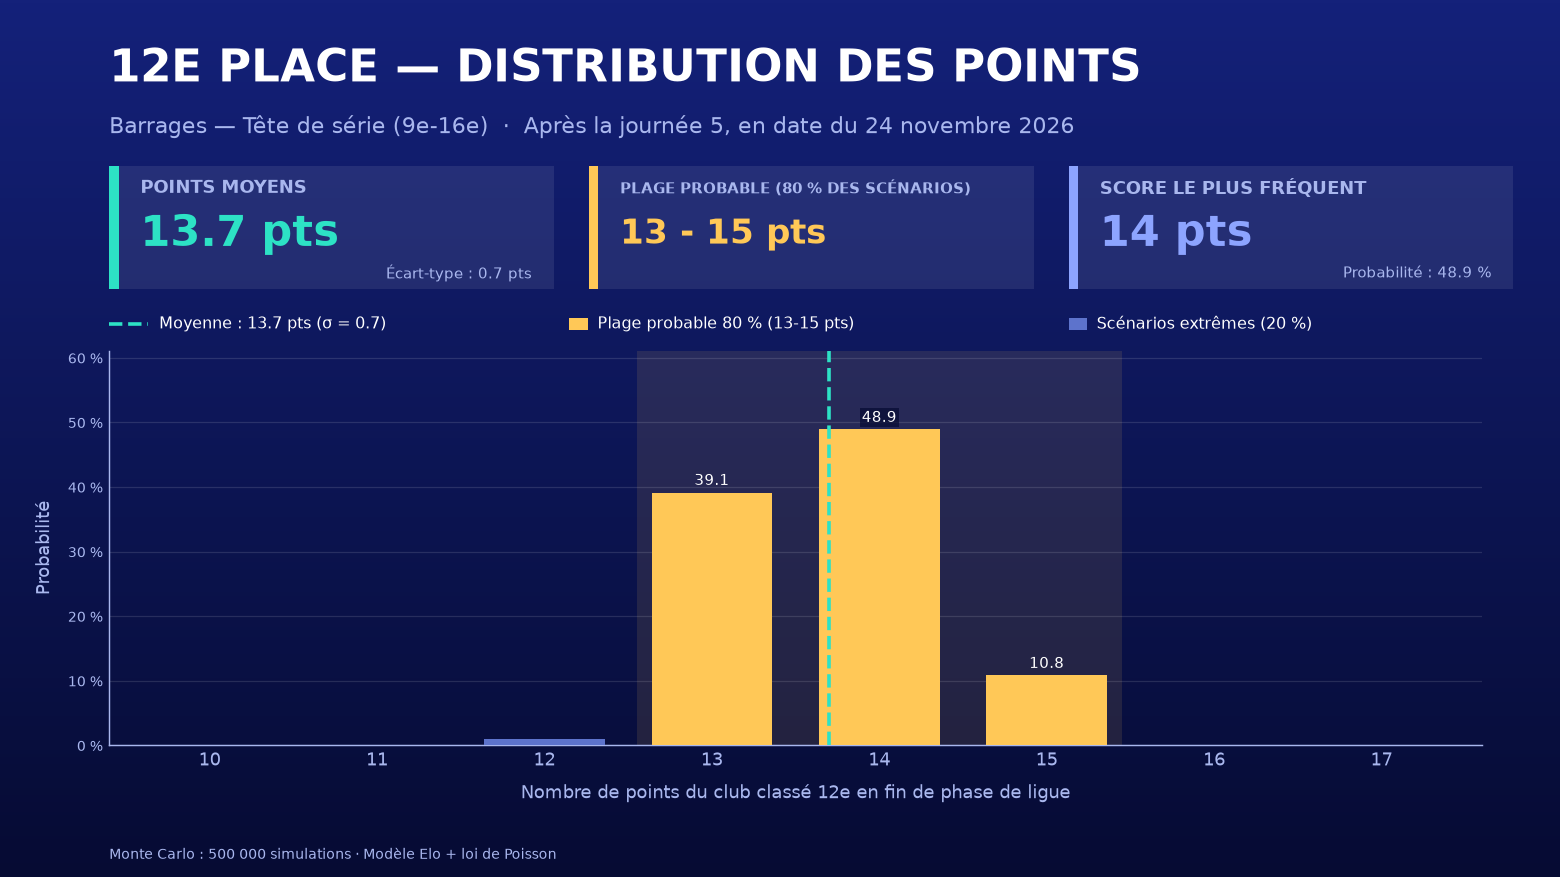 12E PLACE — DISTRIBUTION DES POINTS
Barrages — Tête de série (9e-16e) · Après la journée 5, en date du 24 novembre 2026
POINTS MOYENS
13.7 pts
Écart-type : 0.7 pts
PLAGE PROBABLE (80 % DES SCÉNARIOS)
13 - 15 pts
SCORE LE PLUS FRÉQUENT
14 pts
Probabilité : 48.9 %
Moyenne : 13.7 pts (σ = 0.7)
Plage probable 80 % (13-15 pts)
Scénarios extrêmes (20 %)
60 %
50 %
40 %
30 %
20 %
10 %
0 %
Probabilité
39.1
48.9
10.8
10 11 12 13 14 15 16 17
Nombre de points du club classé 12e en fin de phase de ligue
Monte Carlo : 500 000 simulations · Modèle Elo + loi de Poisson